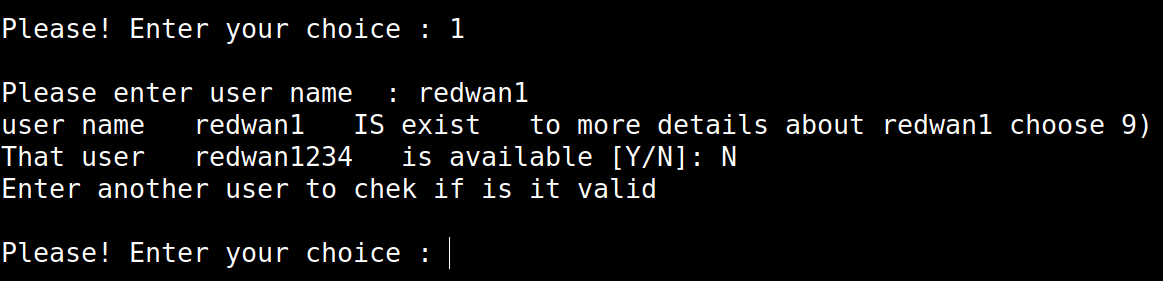 Please! Enter your choice : 1
Please enter user name  : redwan1
user name   redwan1   IS exist   to more details about redwan1 choose 9)
That user   redwan1234   is available [Y/N]: N
Enter another user to chek if is it valid
Please! Enter your choice :